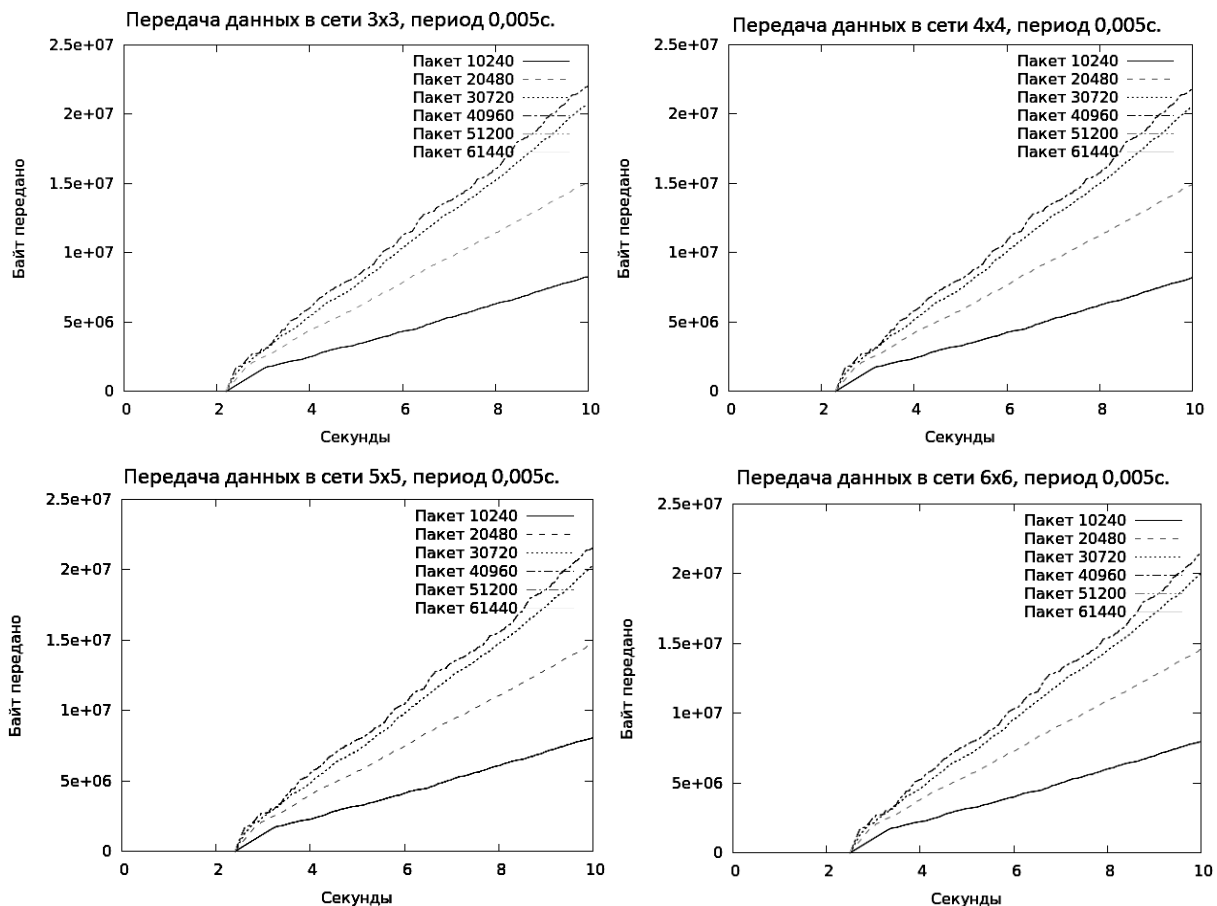 Передача данных в сети 3x3, период 0,005с.
2.5e+07
2e+07
1.5e+07
1e+07
5e+06
0
Байт передано
Пакет 10240
Пакет 20480
Пакет 30720
Пакет 40960
Пакет 51200
Пакет 61440
0 2 4 6 8 10
Секунды
Передача данных в сети 4x4, период 0,005с.
2.5e+07
2e+07
1.5e+07
1e+07
5e+06
0
Байт передано
Пакет 10240
Пакет 20480
Пакет 30720
Пакет 40960
Пакет 51200
Пакет 61440
0 2 4 6 8 10
Секунды
Передача данных в сети 5x5, период 0,005с.
2.5e+07
2e+07
1.5e+07
1e+07
5e+06
0
Байт передано
Пакет 10240
Пакет 20480
Пакет 30720
Пакет 40960
Пакет 51200
Пакет 61440
0 2 4 6 8 10
Секунды
Передача данных в сети 6x6, период 0,005с.
2.5e+07
2e+07
1.5e+07
1e+07
5e+06
0
Байт передано
Пакет 10240
Пакет 20480
Пакет 30720
Пакет 40960
Пакет 51200
Пакет 61440
0 2 4 6 8 10
Секунды